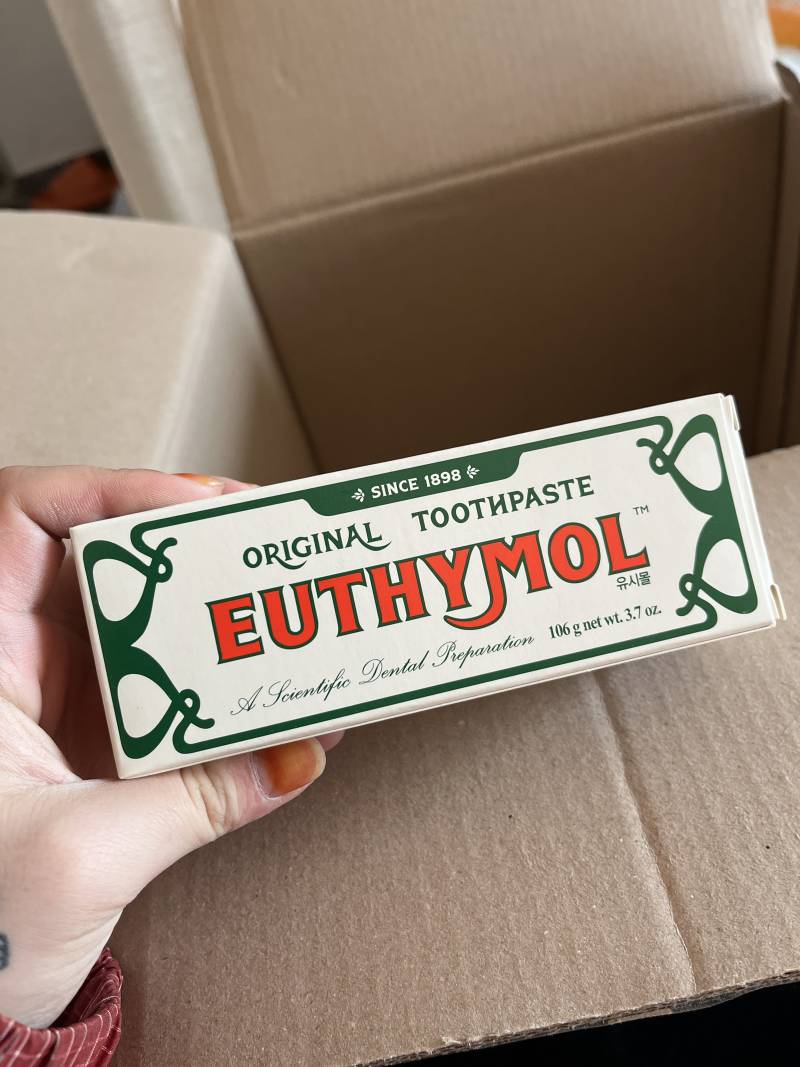 SINCE 1898
ORIGINAL TOOTHPASTE
EUTHYMOL™
유시몰
A Scientific Dental Preparation 106 g net wt. 3.7 oz.